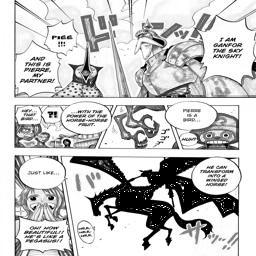 I AM
GANFOR
THE SKY
KNIGHT!
PIEE
!!!
AND
THIS IS
PIERRE,
MY
PARTNER!
PIERRE
IS A
BIRD...
...WITH THE
POWER OF THE
HORSE-HORSE
FRUIT.
?!
HEY,
THAT
BIRD...
HE CAN
TRANSFORM
INTO A
WINGED
HORSE!
JUST LIKE...
OH! HOW
BEAUTIFUL!!
HE'S LIKE A
PEGASUS!!